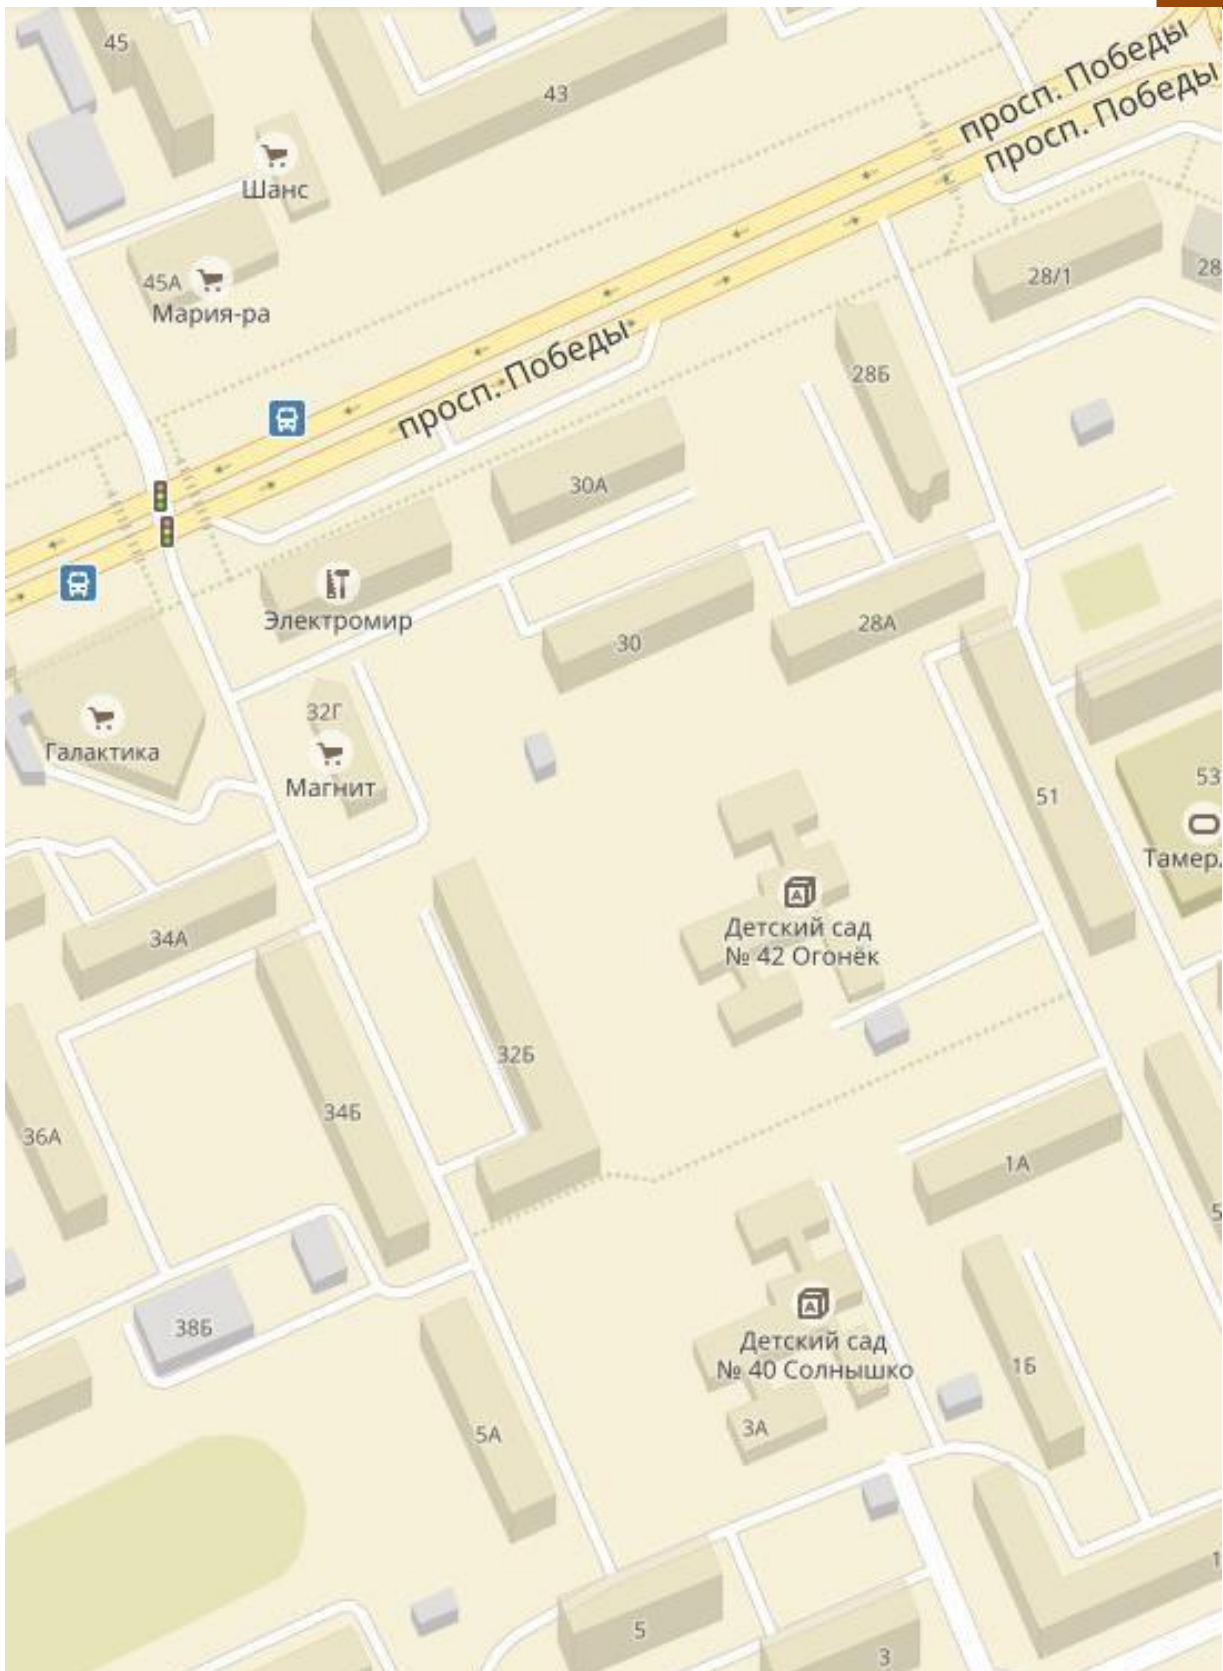 45
43
просп. Победы
просп. Победы
Шанс
45А
Мария-ра
28/1
28
просп. Победы
28Б
30А
Электромир
30
28А
32Г
Магнит
Галактика
53
51
Тамер
34А
Детский сад
№ 42 Огонёк
32Б
34Б
36А
1А
5
38Б
Детский сад
№ 40 Солнышко
1Б
3А
5А
1
5
3